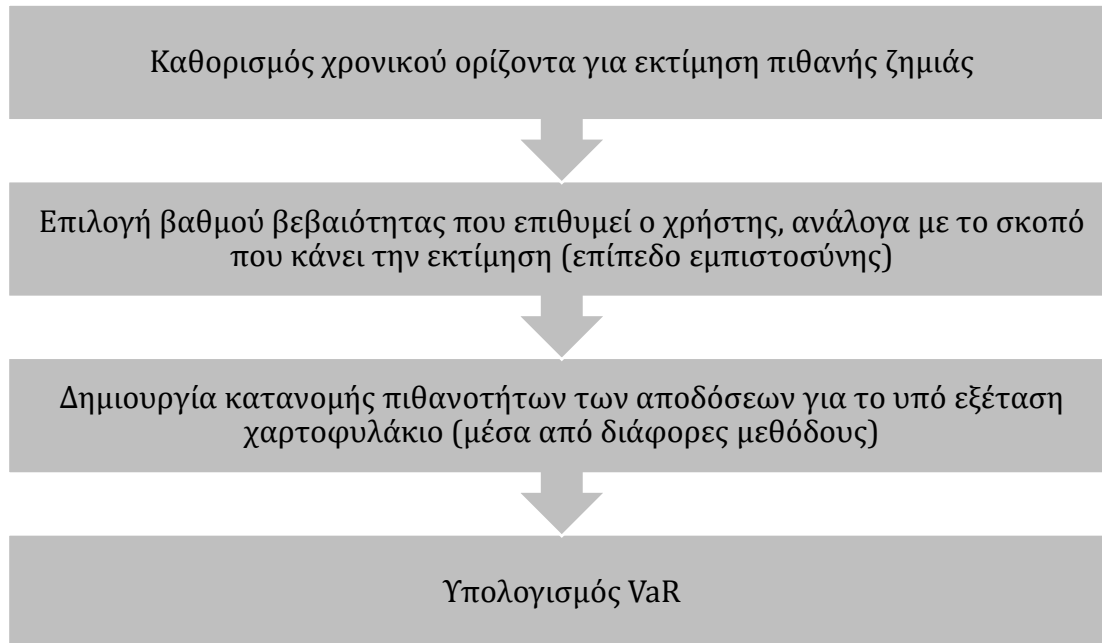 Καθορισμός χρονικού ορίζοντα για εκτίμηση πιθανής ζημιάς
Επιλογή βαθμού βεβαιότητας που επιθυμεί ο χρήστης, ανάλογα με το σκοπό
που κάνει την εκτίμηση (επίπεδο εμπιστοσύνης)
Δημιουργία κατανομής πιθανοτήτων των αποδόσεων για το υπό εξέταση
χαρτοφυλάκιο (μέσα από διάφορες μεθόδους)
Υπολογισμός VaR